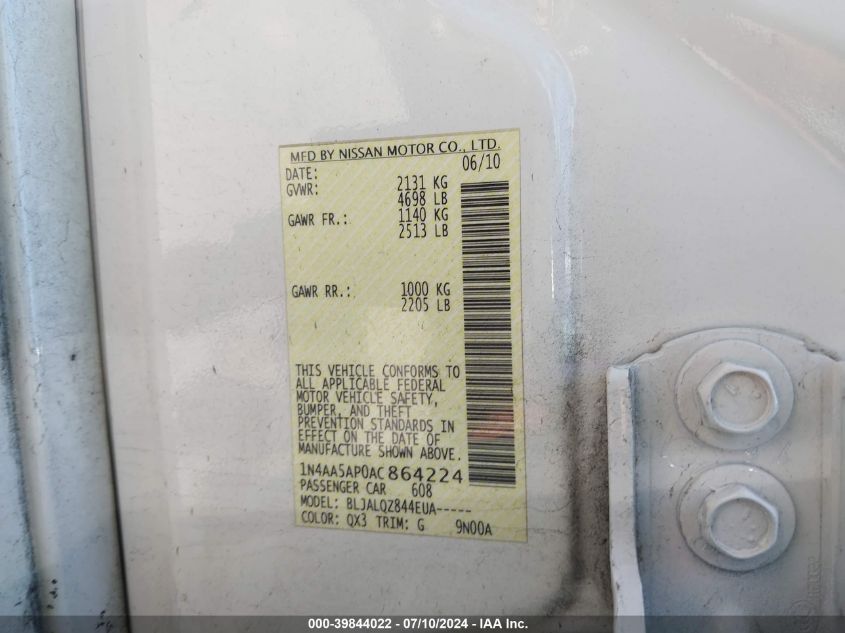 MFD BY NISSAN MOTOR CO., LTD.
DATE: 06/10
GVWR: 2131 KG
4698 LB
GAWR FR.: 1140 KG
2513 LB
GAWR RR.: 1000 KG
2205 LB
THIS VEHICLE CONFORMS TO
ALL APPLICABLE FEDERAL
MOTOR VEHICLE SAFETY,
BUMPER, AND THEFT
PREVENTION STANDARDS IN
EFFECT ON THE DATE OF
MANUFACTURE SHOWN ABOVE.
1N4AA5AP0AC864224
PASSENGER CAR 608
MODEL: BLJALQZ844EUA-----
COLOR: QX3 TRIM: G 9N00A
000-39844022 - 07/10/2024 - IAA Inc.